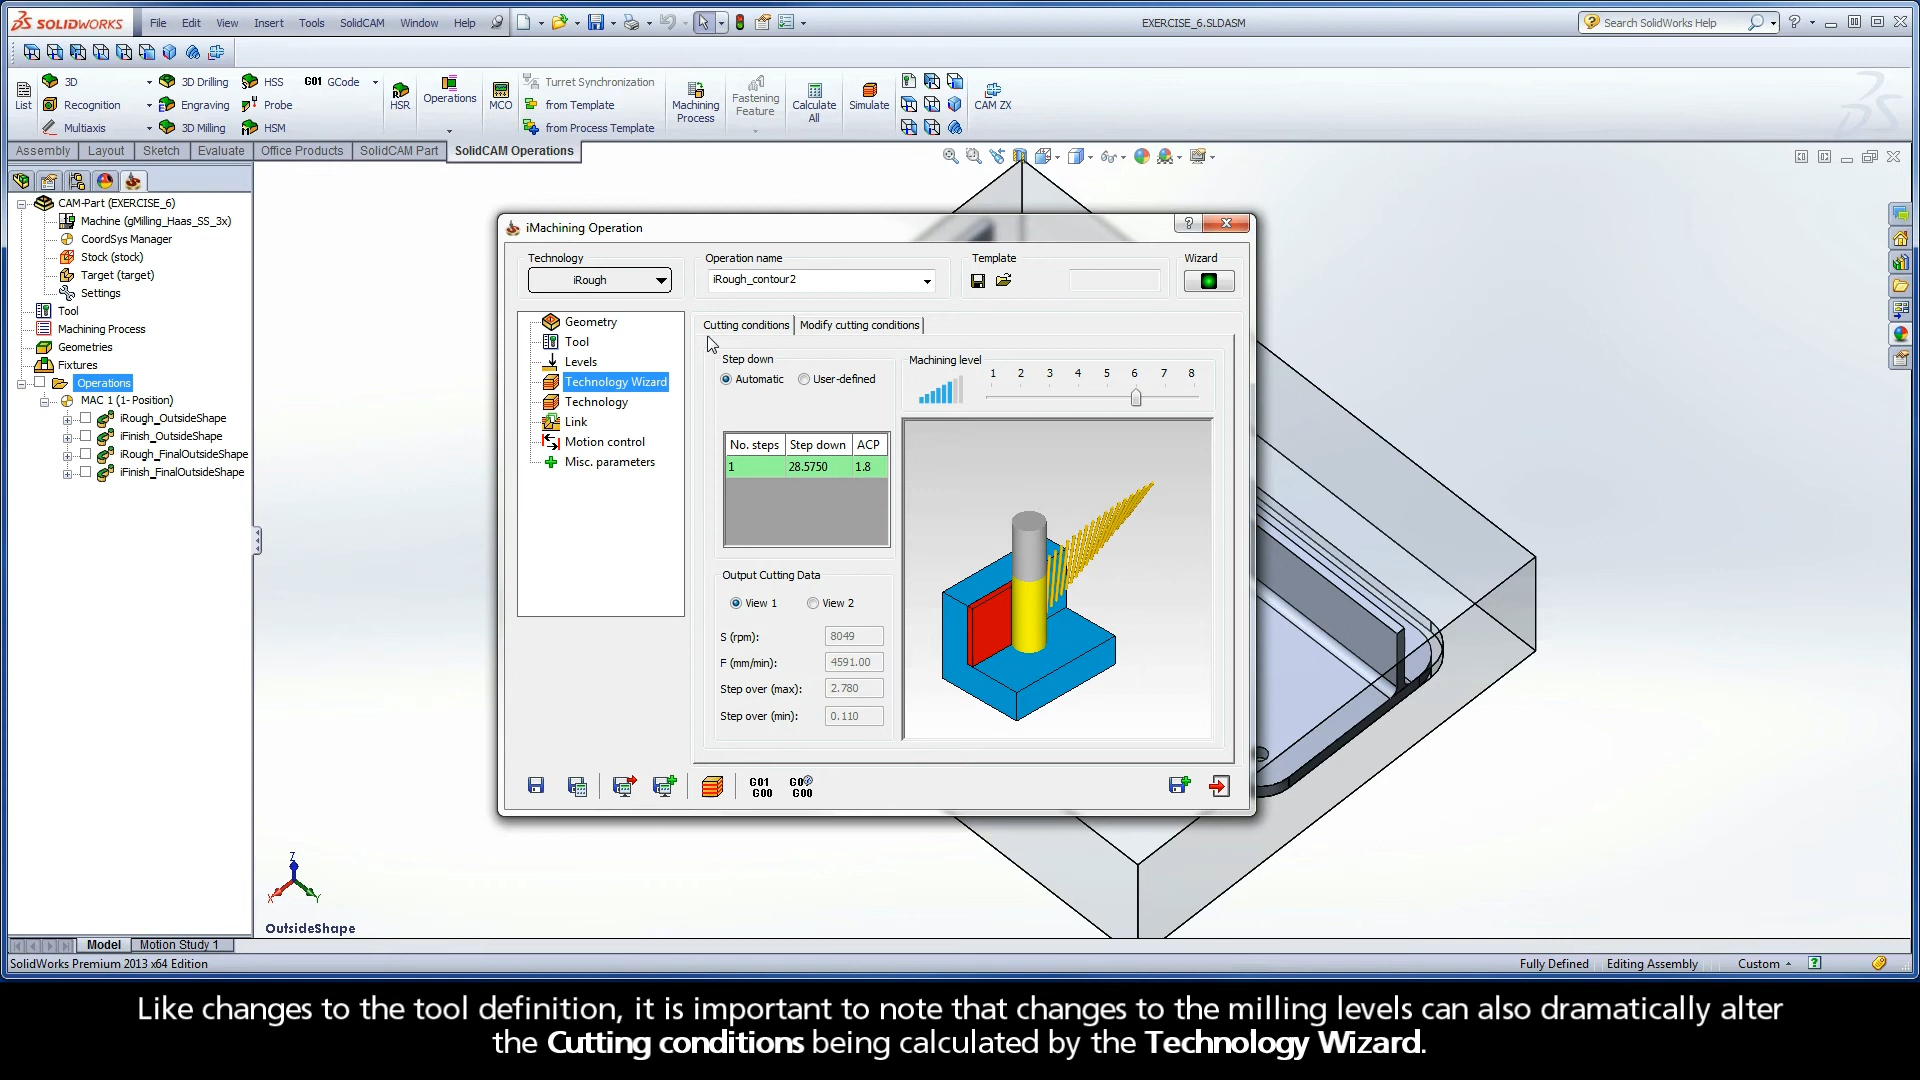 SOLIDWORKS File Edit View Insert Tools SolidCAM Window Help EXERCISE_6.SLDASM Search SolidWorks Help
List 3D 3D Drilling HSS G01 GCode HSR Operations MCO Turret Synchronization Machining Process Fastening Feature Calculate All Simulate CAM ZX
Recognition Engraving Probe from Template
Multiaxis 3D Milling HSM from Process Template
Assembly Layout Sketch Evaluate Office Products SolidCAM Part SolidCAM Operations
CAM-Part (EXERCISE_6)
Machine (gMilling_Haas_SS_3x)
CoordSys Manager
Stock (stock)
Target (target)
Settings
Tool
Machining Process
Geometries
Fixtures
Operations
MAC 1 (1- Position)
iRough_OutsideShape
iFinish_OutsideShape
iRough_FinalOutsideShape
iFinish_FinalOutsideShape
iMachining Operation
Technology Operation name Template Wizard
iRough iRough_contour2
Geometry
Tool
Levels
Technology Wizard
Technology
Link
Motion control
Misc. parameters
Cutting conditions Modify cutting conditions
Step down Machining level
Automatic User-defined 1 2 3 4 5 6 7 8
No. steps Step down ACP
1 28.5750 1.8
Output Cutting Data
View 1 View 2
S (rpm): 8049
F (mm/min): 4591.00
Step over (max): 2.780
Step over (min): 0.110
G01 G00
Z
X Y
OutsideShape
Model Motion Study 1
SolidWorks Premium 2013 x64 Edition Fully Defined Editing Assembly Custom
Like changes to the tool definition, it is important to note that changes to the milling levels can also dramatically alter
the Cutting conditions being calculated by the Technology Wizard.